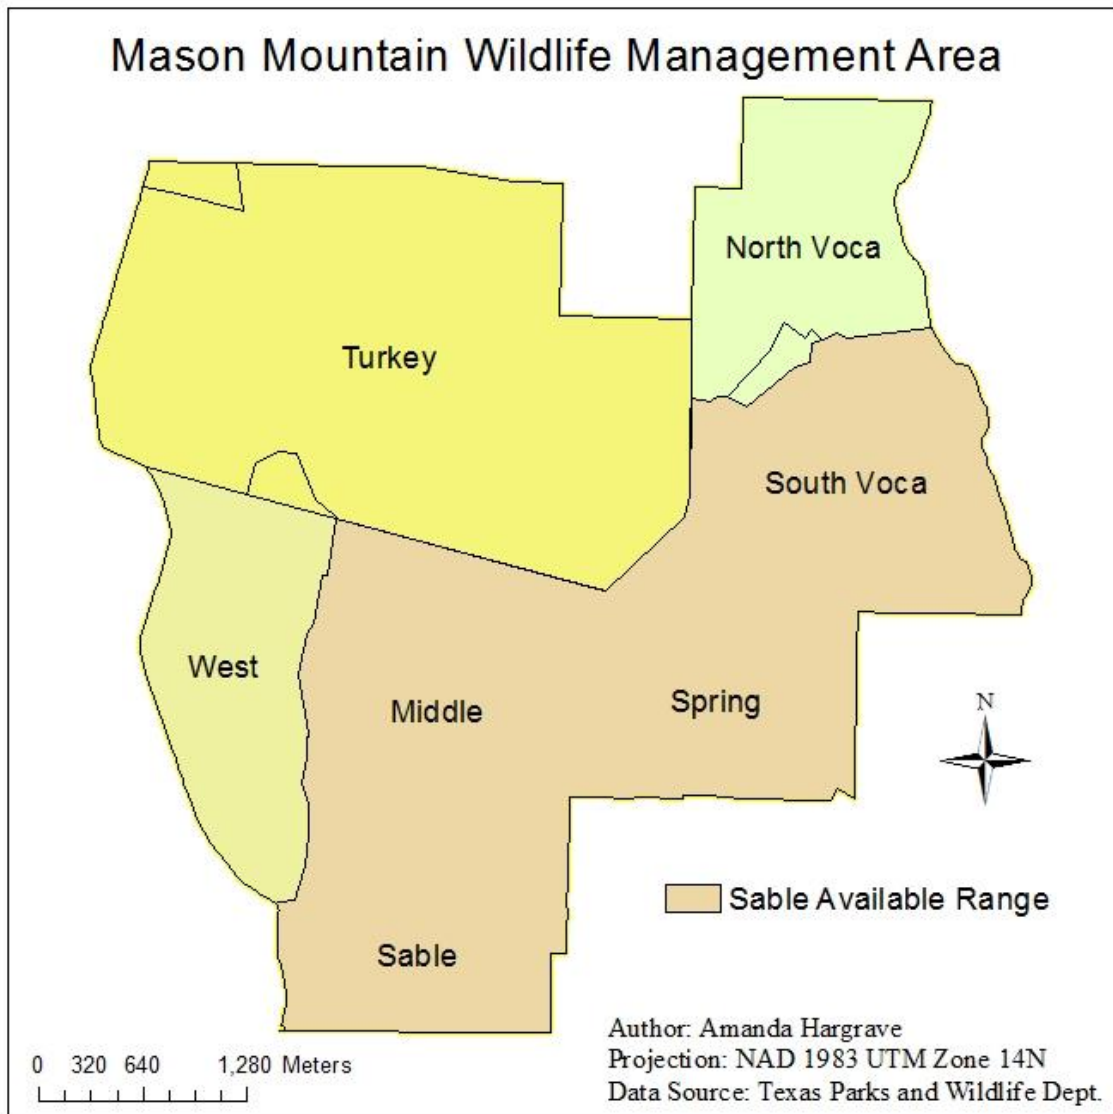 Mason Mountain Wildlife Management Area
North Voca
Turkey
South Voca
West
Middle
Spring
N
Sable Available Range
Sable
0 320 640 1,280 Meters
Author: Amanda Hargrave
Projection: NAD 1983 UTM Zone 14N
Data Source: Texas Parks and Wildlife Dept.